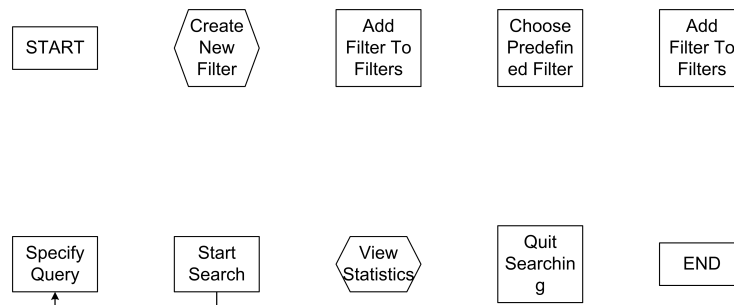 START
Create
New
Filter
Add
Filter To
Filters
Choose
Predefin
ed Filter
Add
Filter To
Filters
Specify
Query
Start
Search
View
Statistics
Quit
Searchin
g
END